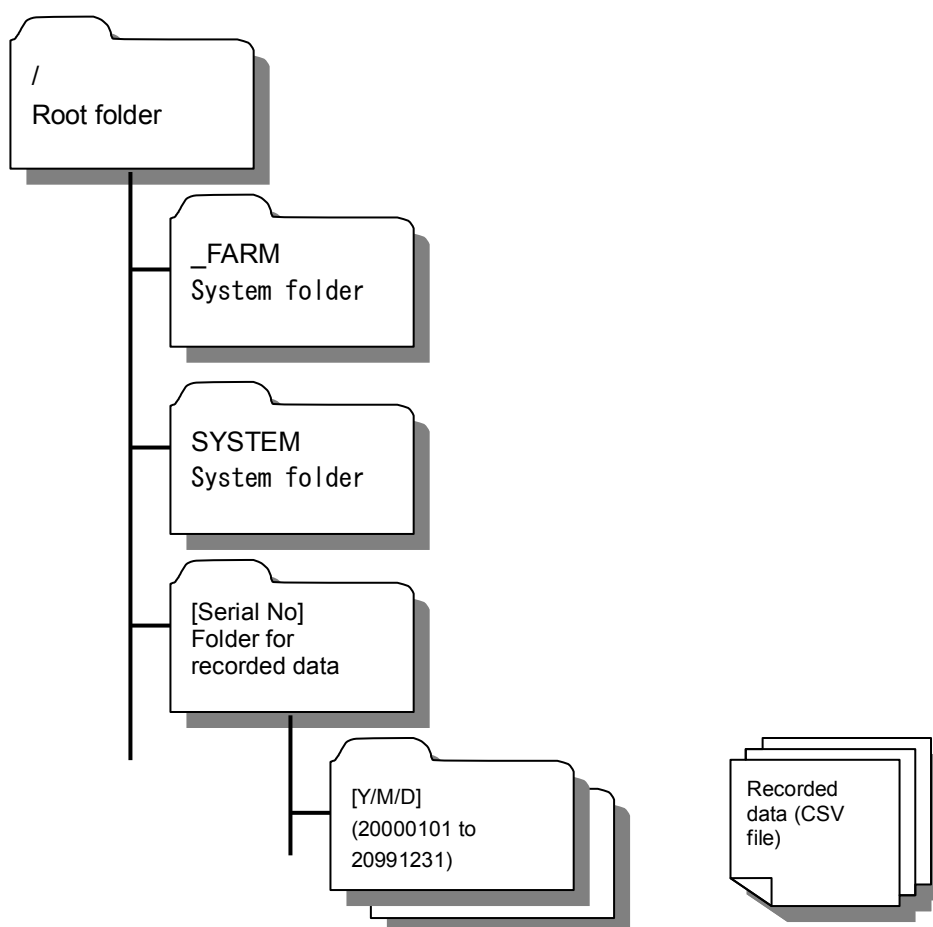 /
Root folder
_FARM
System folder
SYSTEM
System folder
[Serial No]
Folder for
recorded data
[Y/M/D]
(20000101 to
20991231)
Recorded
data (CSV
file)